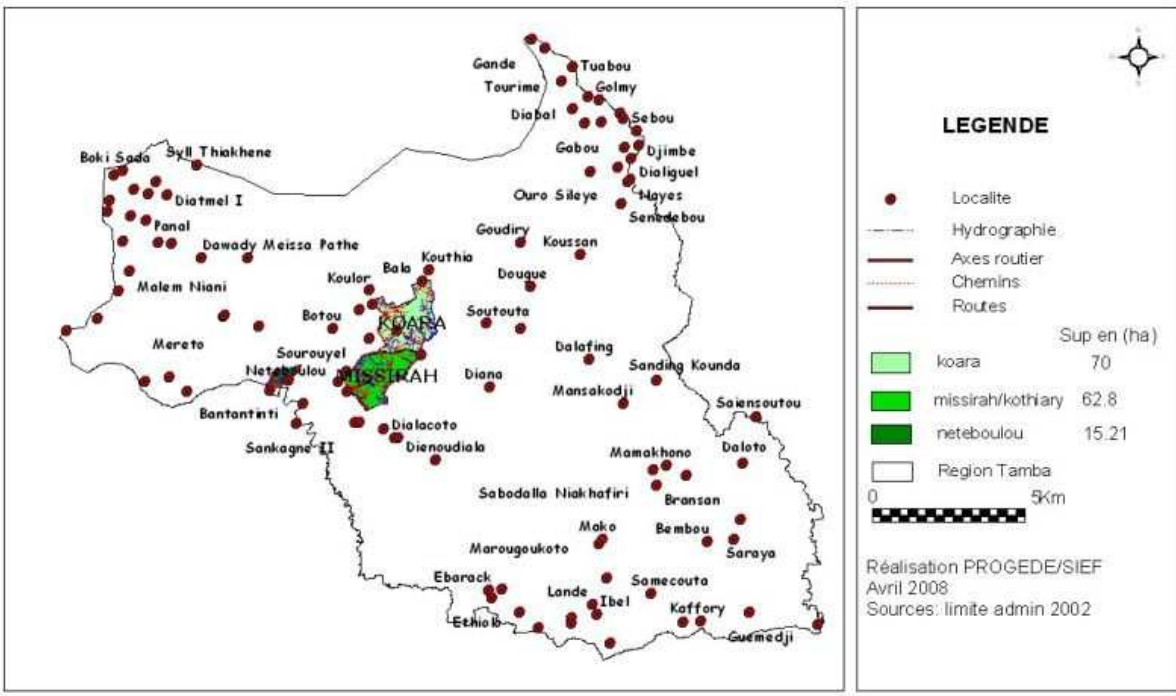 Gande
Tuabou
Tourime
Golmy
Diabal
Sebou
Gabou
Djimbe
Dialiguel
Ouro Sileye
Nayes
Senedebou
Boki Sada
Syll Thiakhene
Diatmel I
Panal
Dawady Meissa Pathe
Malem Niani
Mereto
Goudiry
Koussan
Kouthia
Bala
Koulor
Dougue
Botou
KOARA
Soutouta
Sourouyel
Neteboulou
MISSIRAH
Dalafing
Diana
Sanding Kounda
Mansakodji
Bantantinti
Saiensoutou
Sankagne II
Dialacoto
Dienoudiala
Mamakhono
Daloto
Sabodalla Niakhafiri
Bransan
Mako
Bembou
Marougoukoto
Saraya
Ebarack
Lande
Samecouta
Ibel
Kaffory
Ethiolo
Guemedji
LEGENDE
Localite
Hydrographie
Axes routier
Chemins
Routes
Sup en (ha)
koara 70
missirah/kothiary 62.8
neteboulou 15.21
Region Tamba
0 5Km
Réalisation PROGEDE/SIEF
Avril 2008
Sources: limite admin 2002